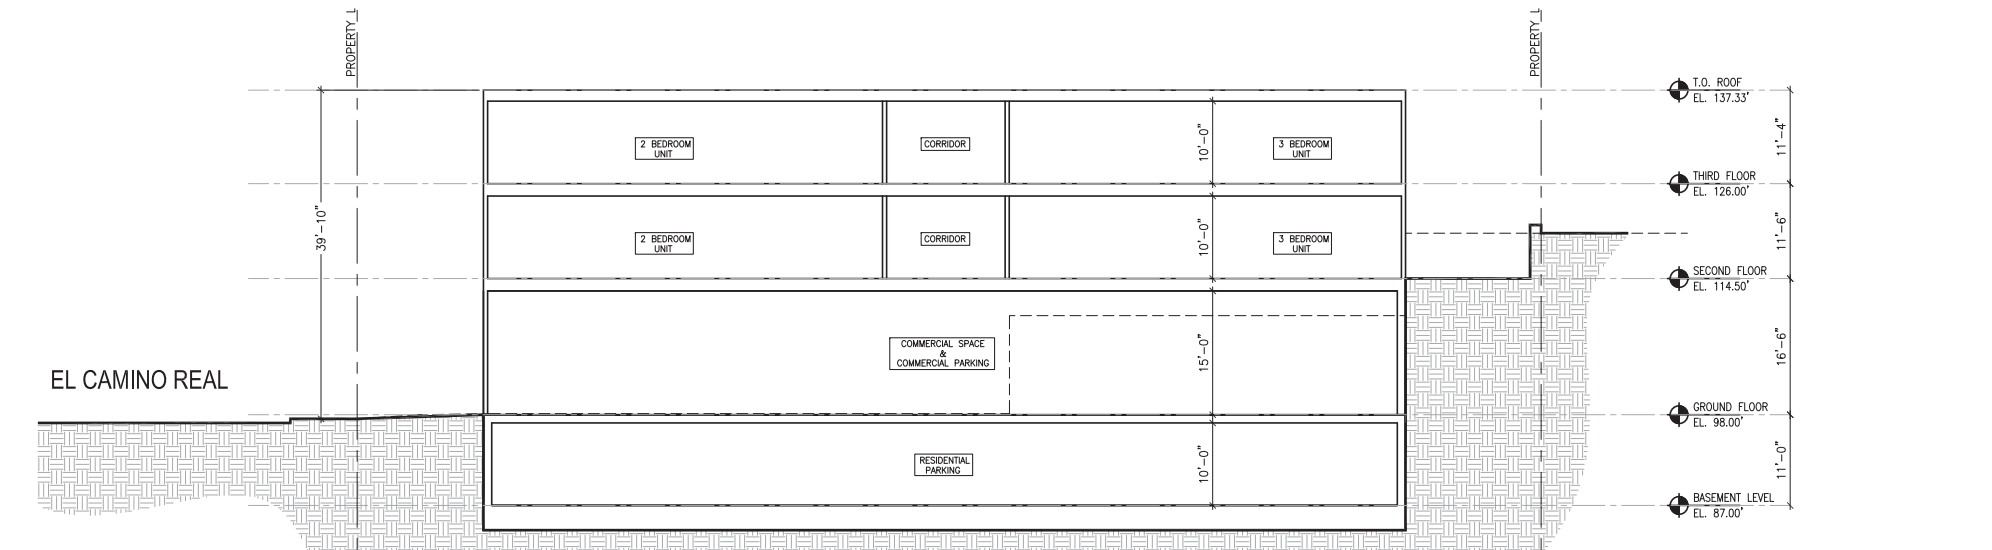 PROPERTY L
PROPERTY L
T.O. ROOF
EL. 137.33'
39'-10"
2 BEDROOM
UNIT
CORRIDOR
10'-0"
3 BEDROOM
UNIT
11'-4"
THIRD FLOOR
EL. 126.00'
2 BEDROOM
UNIT
CORRIDOR
10'-0"
3 BEDROOM
UNIT
11'-6"
SECOND FLOOR
EL. 114.50'
COMMERCIAL SPACE
&
COMMERCIAL PARKING
15'-0"
16'-6"
EL CAMINO REAL
GROUND FLOOR
EL. 98.00'
RESIDENTIAL
PARKING
10'-0"
11'-0"
BASEMENT LEVEL
EL. 87.00'